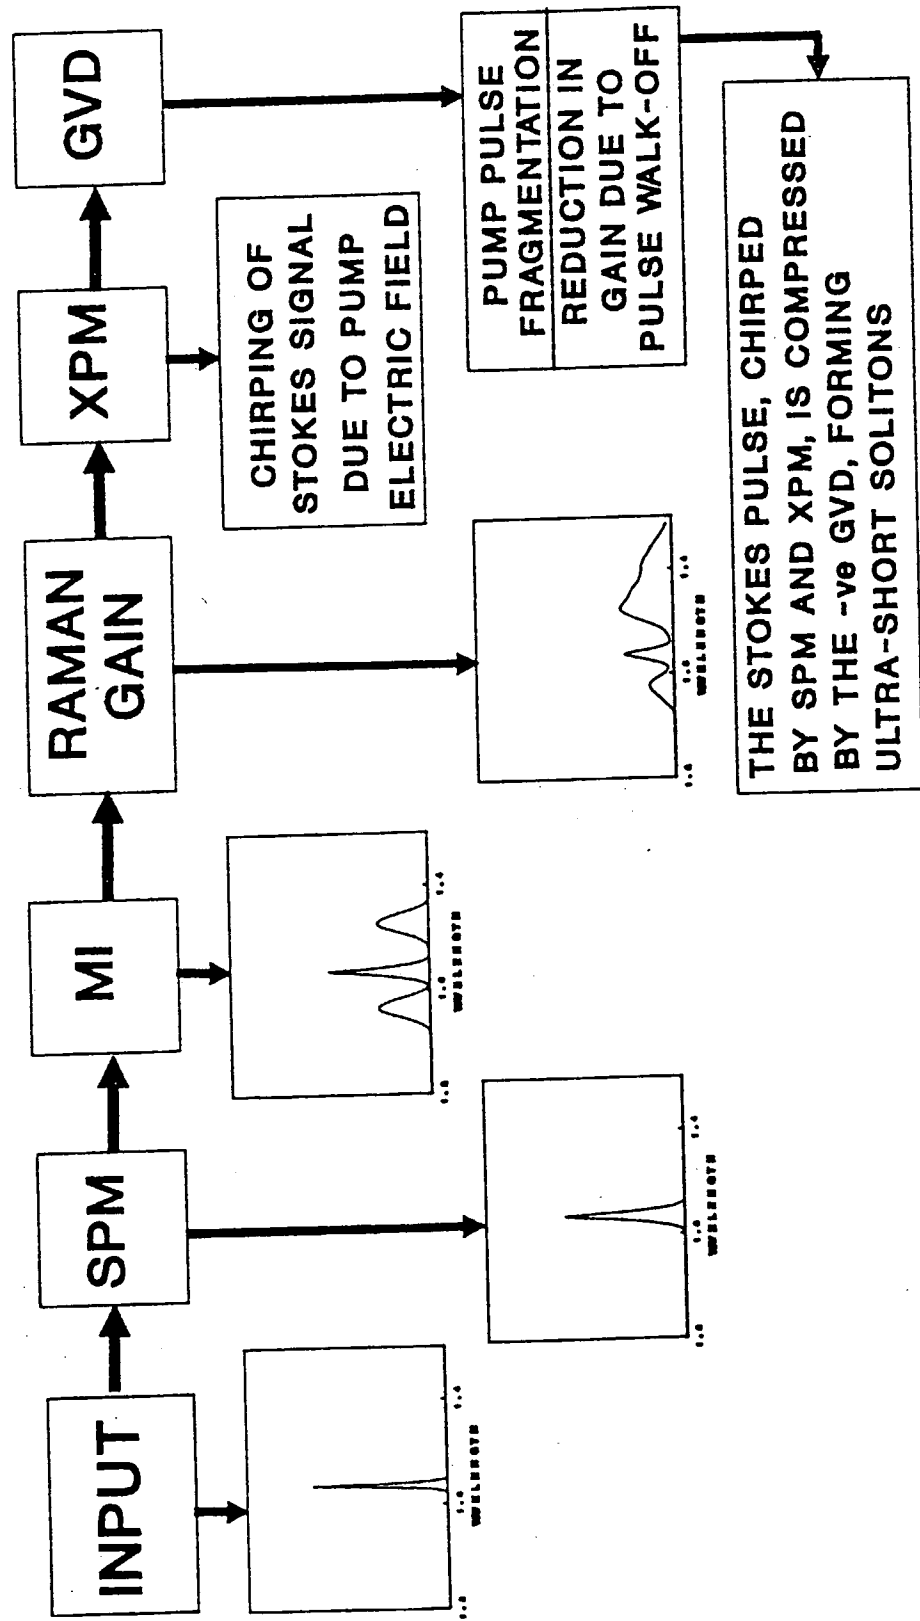 INPUT
SPM
MI
RAMAN
GAIN
XPM
GVD
CHIRPING OF
STOKES SIGNAL
DUE TO PUMP
ELECTRIC FIELD
PUMP PULSE
FRAGMENTATION
REDUCTION IN
GAIN DUE TO
PULSE WALK-OFF
THE STOKES PULSE, CHIRPED
BY SPM AND XPM, IS COMPRESSED
BY THE -ve GVD, FORMING
ULTRA-SHORT SOLITONS